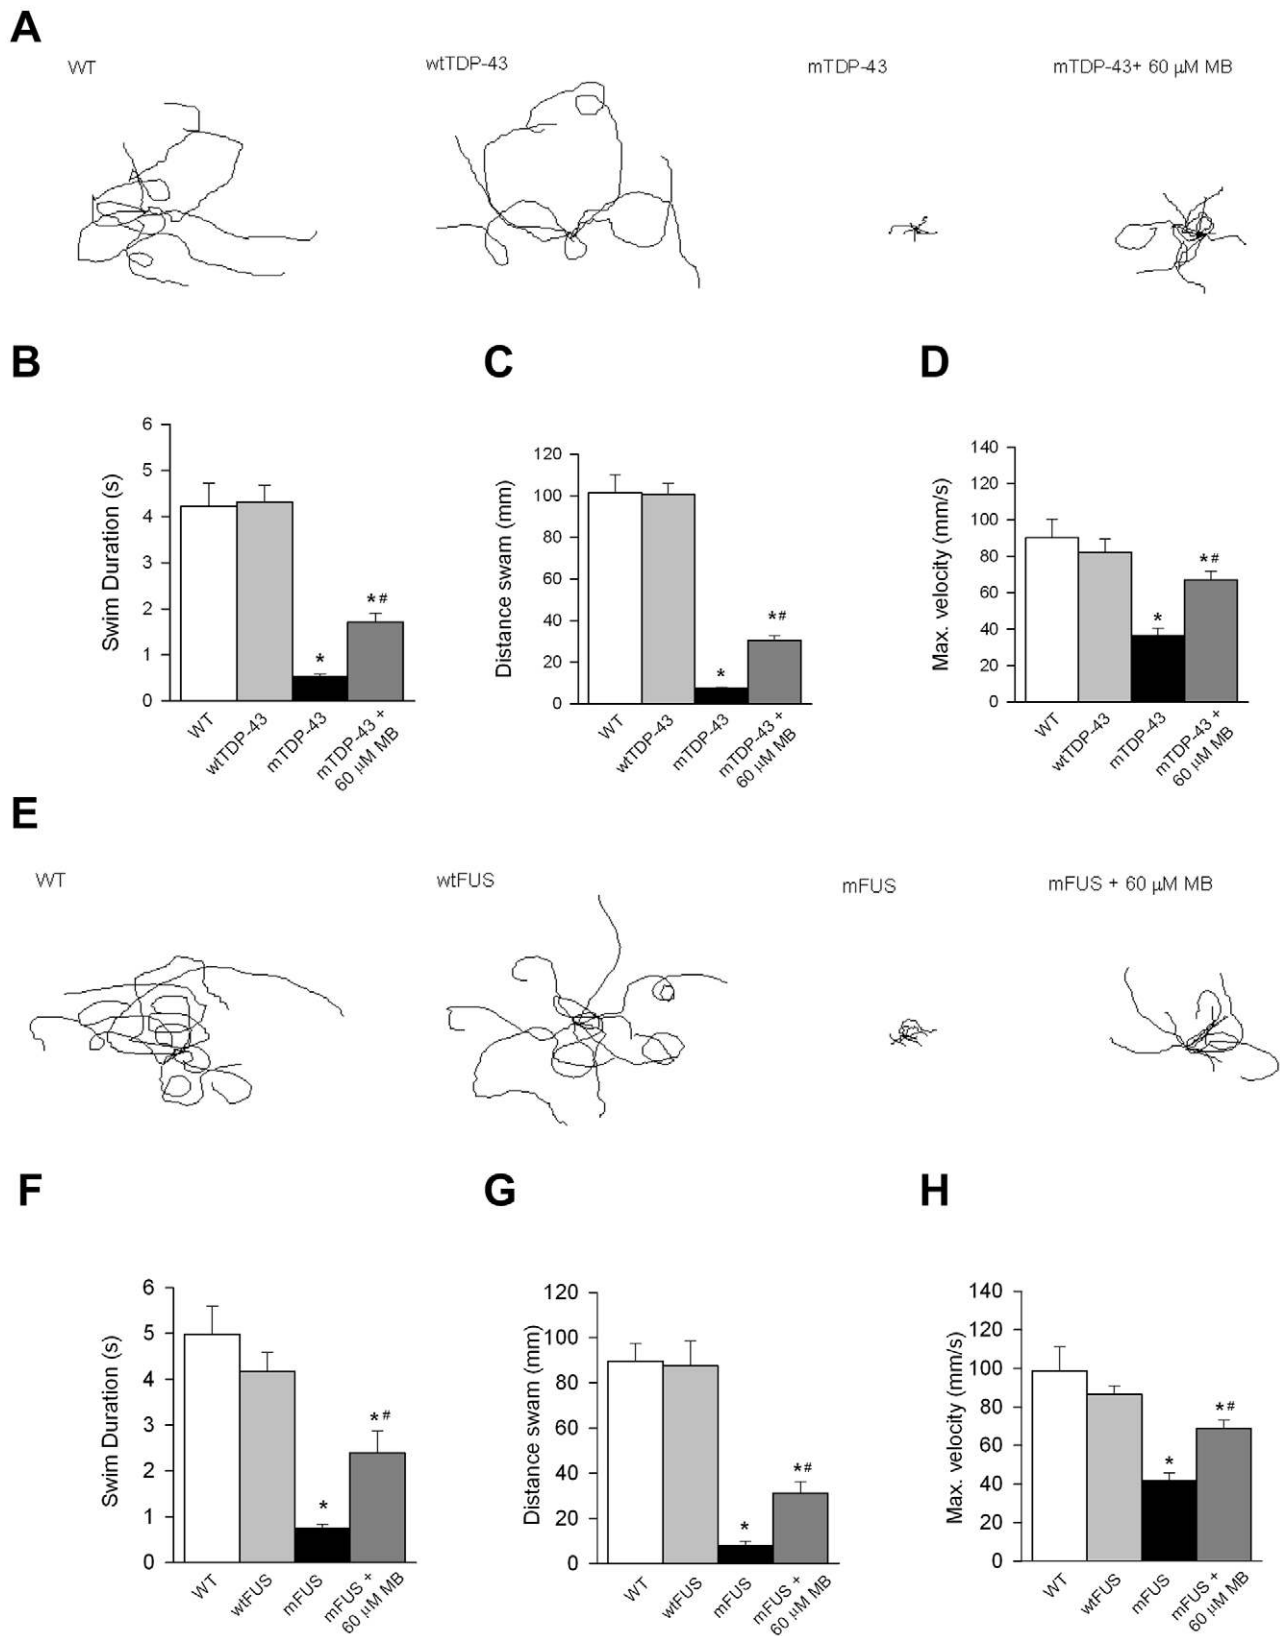 A
WT
wtTDP-43
mTDP-43
mTDP-43+ 60 μM MB
B
C
D
Swim Duration (s)
6
5
4
3
2
1
0
*
*#
WT
wtTDP-43
mTDP-43
mTDP-43 +
60 μM MB
Distance swam (mm)
120
100
80
60
40
20
0
*
*#
WT
wtTDP-43
mTDP-43
mTDP-43 +
60 μM MB
Max. velocity (mm/s)
140
120
100
80
60
40
20
0
*
*#
WT
wtTDP-43
mTDP-43
mTDP-43 +
60 μM MB
E
WT
wtFUS
mFUS
mFUS + 60 μM MB
F
G
H
Swim Duration (s)
6
5
4
3
2
1
0
*
*#
WT
wtFUS
mFUS
mFUS +
60 μM MB
Distance swam (mm)
120
100
80
60
40
20
0
*
*#
WT
wtFUS
mFUS
mFUS +
60 μM MB
Max. velocity (mm/s)
140
120
100
80
60
40
20
0
*
*#
WT
wtFUS
mFUS
mFUS +
60 μM MB